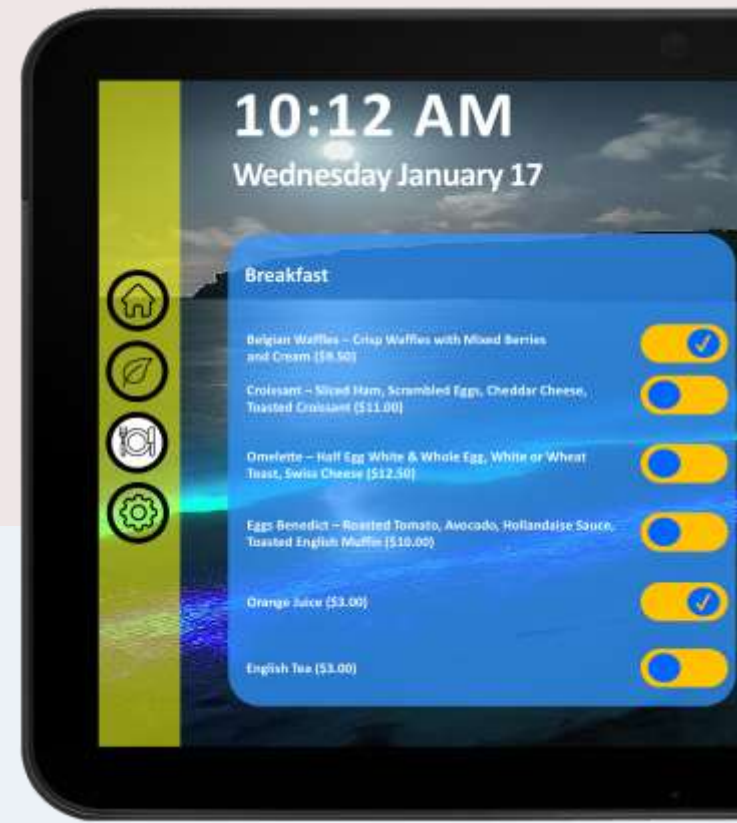 10:12 AM
Wednesday January 17
Breakfast
Belgian Waffles – Crisp Waffles with Mixed Berries
and Cream ($9.50)
Croissant – Sliced Ham, Scrambled Eggs, Cheddar Cheese,
Toasted Croissant ($11.00)
Omelette – Half Egg White & Whole Egg, White or Wheat
Toast, Swiss Cheese ($12.50)
Eggs Benedict – Roasted Tomato, Avocado, Hollandaise Sauce,
Toasted English Muffin ($10.00)
Orange Juice ($3.00)
English Tea ($3.00)